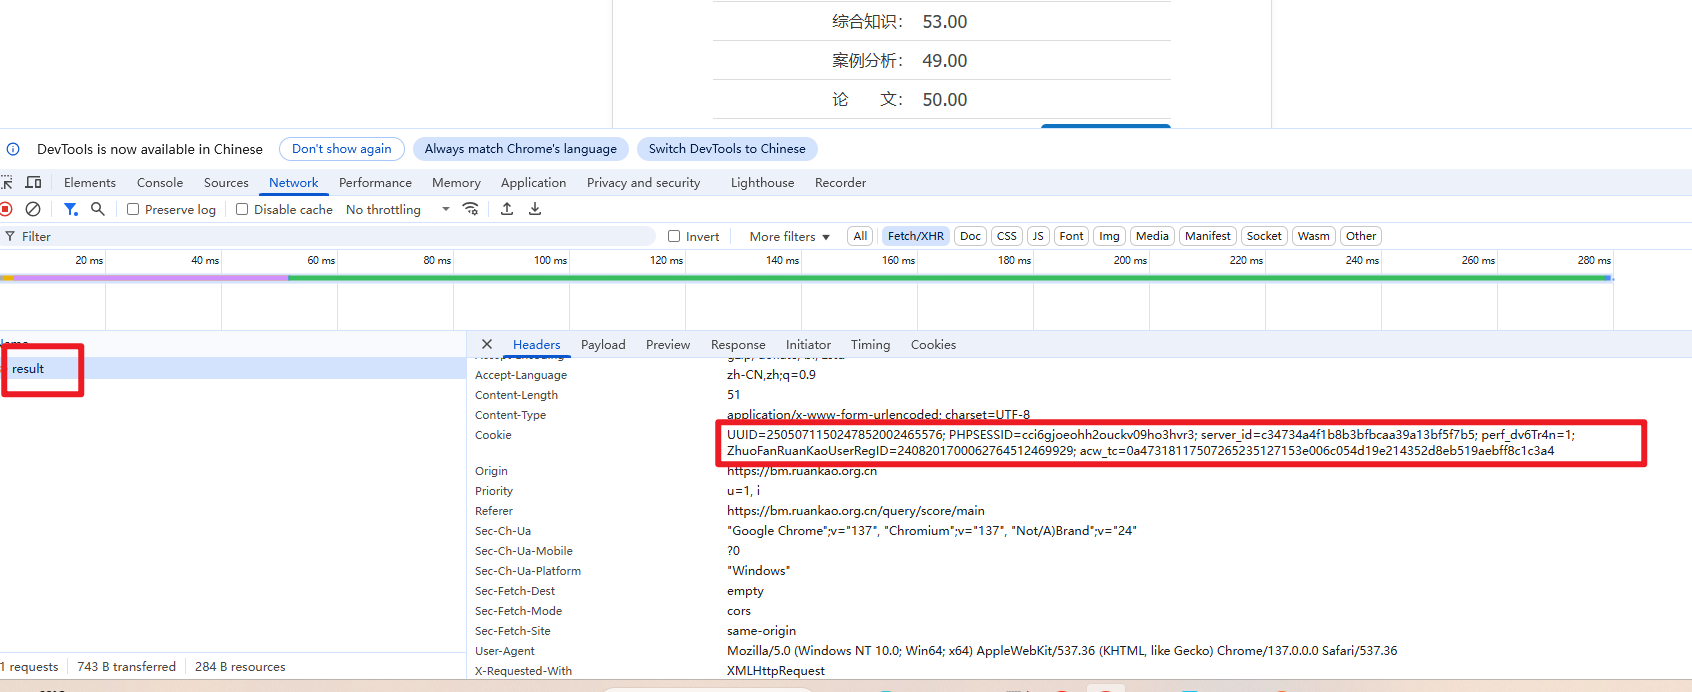 综合知识： 53.00
案例分析： 49.00
论 文： 50.00
DevTools is now available in Chinese Don't show again Always match Chrome's language Switch DevTools to Chinese
Elements Console Sources Network Performance Memory Application Privacy and security Lighthouse Recorder
Preserve log Disable cache No throttling
Filter Invert More filters All Fetch/XHR Doc CSS JS Font Img Media Manifest Socket Wasm Other
20 ms 40 ms 60 ms 80 ms 100 ms 120 ms 140 ms 160 ms 180 ms 200 ms 220 ms 240 ms 260 ms 280 ms
Headers Payload Preview Response Initiator Timing Cookies
result
Accept-Language zh-CN,zh;q=0.9
Content-Length 51
Content-Type application/x-www-form-urlencoded; charset=UTF-8
Cookie UUID=2505071150247852002465576; PHPSESSID=cci6gjoeohh2ouckv09ho3hvr3; server_id=c34734a4f1b8b3bfbcaa39a13bf5f7b5; perf_dv6Tr4n=1;
ZhuoFanRuanKaoUserRegID=2408201700062764512469929; acw_tc=0a47318117507265235127153e006c054d19e214352d8eb519aebff8c1c3a4
Origin https://bm.ruankao.org.cn
Priority u=1, i
Referer https://bm.ruankao.org.cn/query/score/main
Sec-Ch-Ua "Google Chrome";v="137", "Chromium";v="137", "Not/A)Brand";v="24"
Sec-Ch-Ua-Mobile ?0
Sec-Ch-Ua-Platform "Windows"
Sec-Fetch-Dest empty
Sec-Fetch-Mode cors
Sec-Fetch-Site same-origin
User-Agent Mozilla/5.0 (Windows NT 10.0; Win64; x64) AppleWebKit/537.36 (KHTML, like Gecko) Chrome/137.0.0.0 Safari/537.36
X-Requested-With XMLHttpRequest
1 requests 743 B transferred 284 B resources